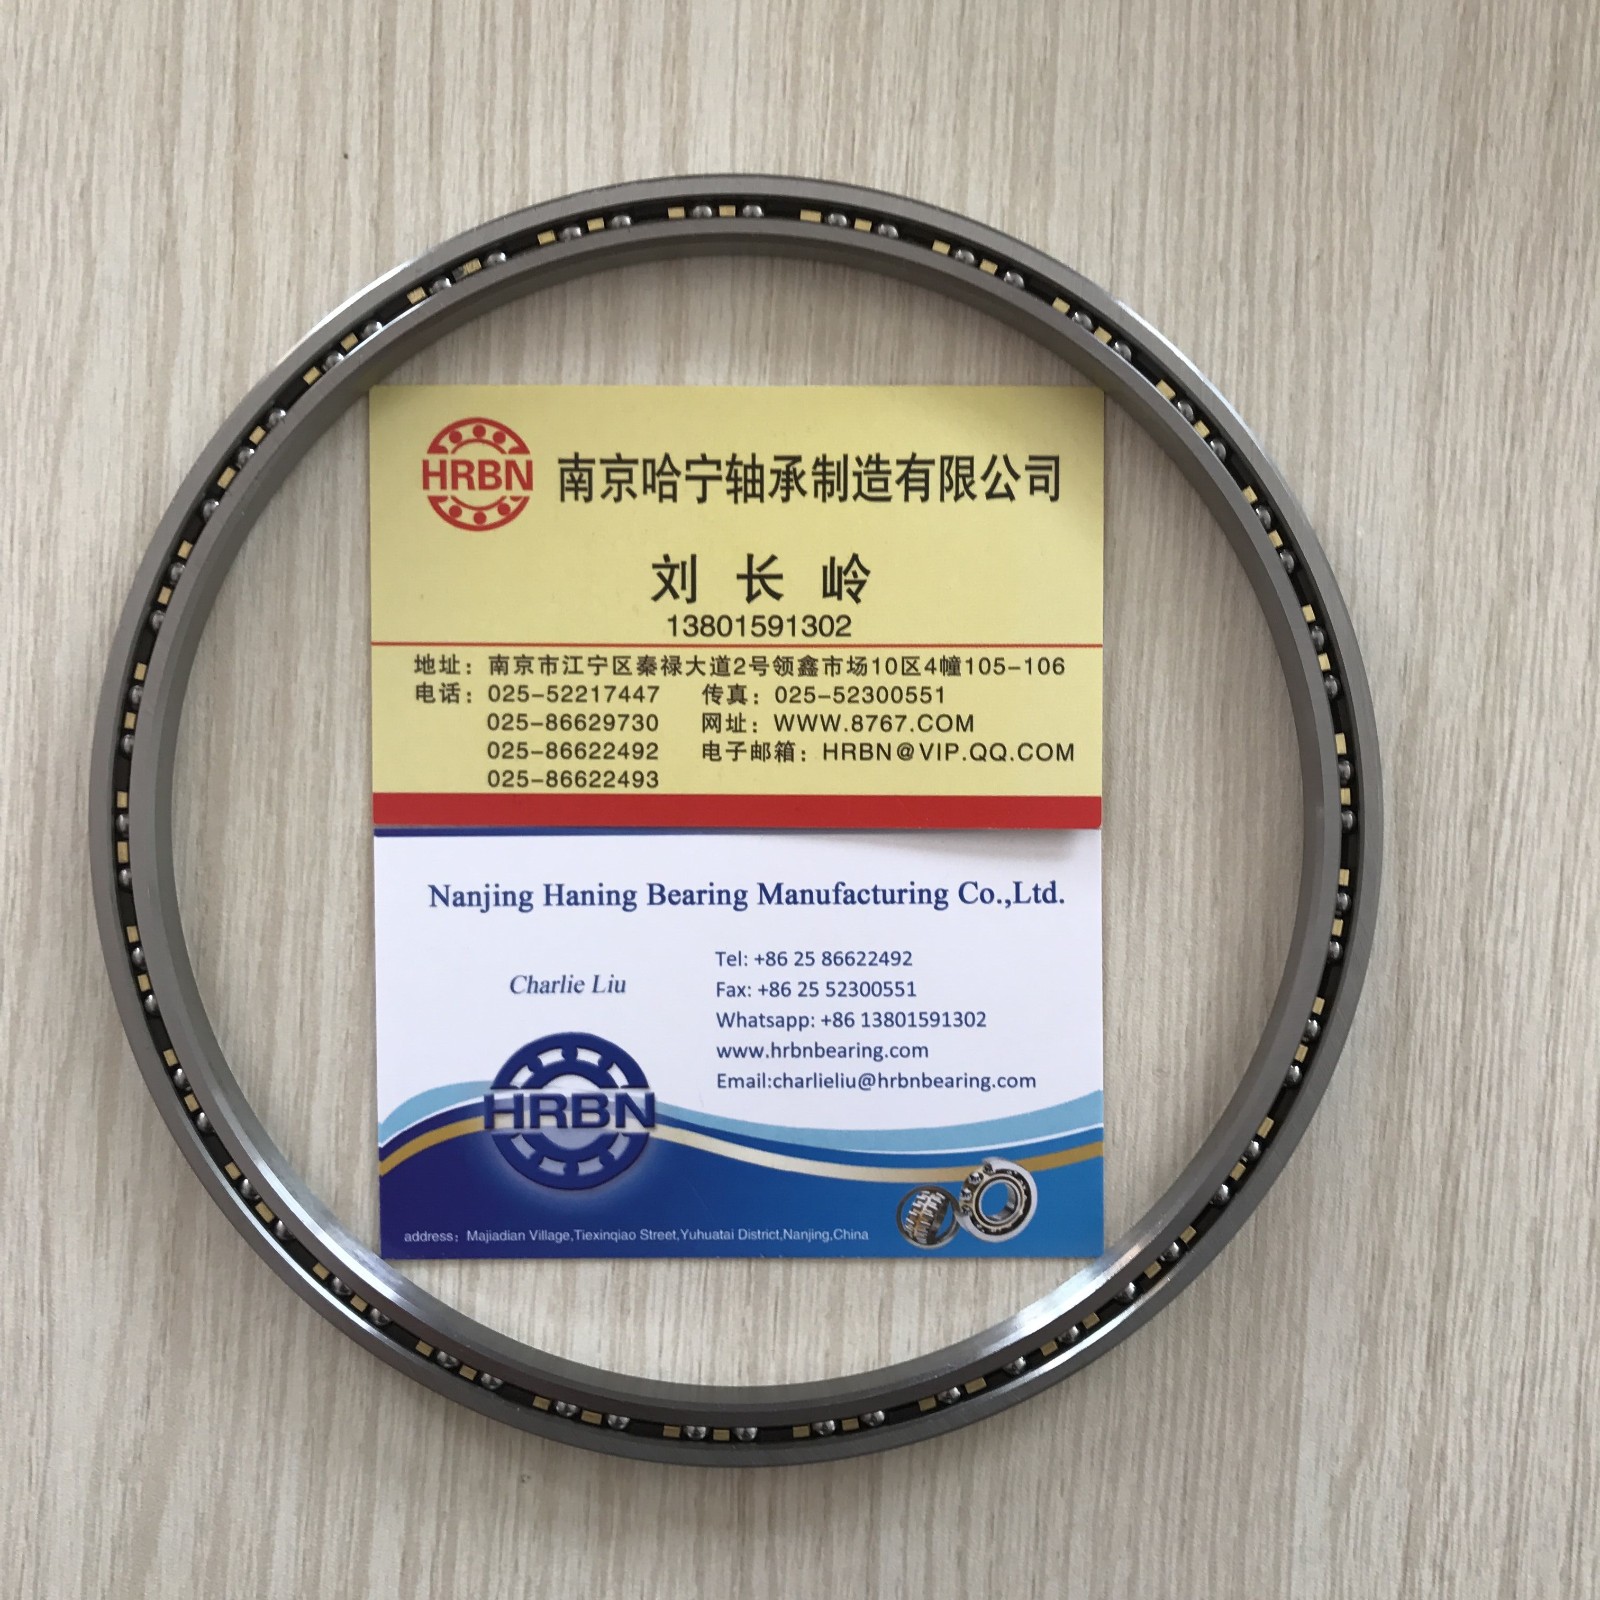 HRBN 南京哈宁轴承制造有限公司
刘长岭
13801591302
地址：南京市江宁区秦禄大道2号领鑫市场10区4幢105-106
电话：025-52217447 传真：025-52300551
025-86629730 网址：WWW.8767.COM
025-86622492 电子邮箱：HRBN@VIP.QQ.COM
025-86622493
Nanjing Haning Bearing Manufacturing Co.,Ltd.
Charlie Liu
Tel: +86 25 86622492
Fax: +86 25 52300551
Whatsapp: +86 13801591302
www.hrbnbearing.com
Email:charlieliu@hrbnbearing.com
HRBN
address：Majiadian Village,Tiexinqiao Street,Yuhuatai District,Nanjing,China